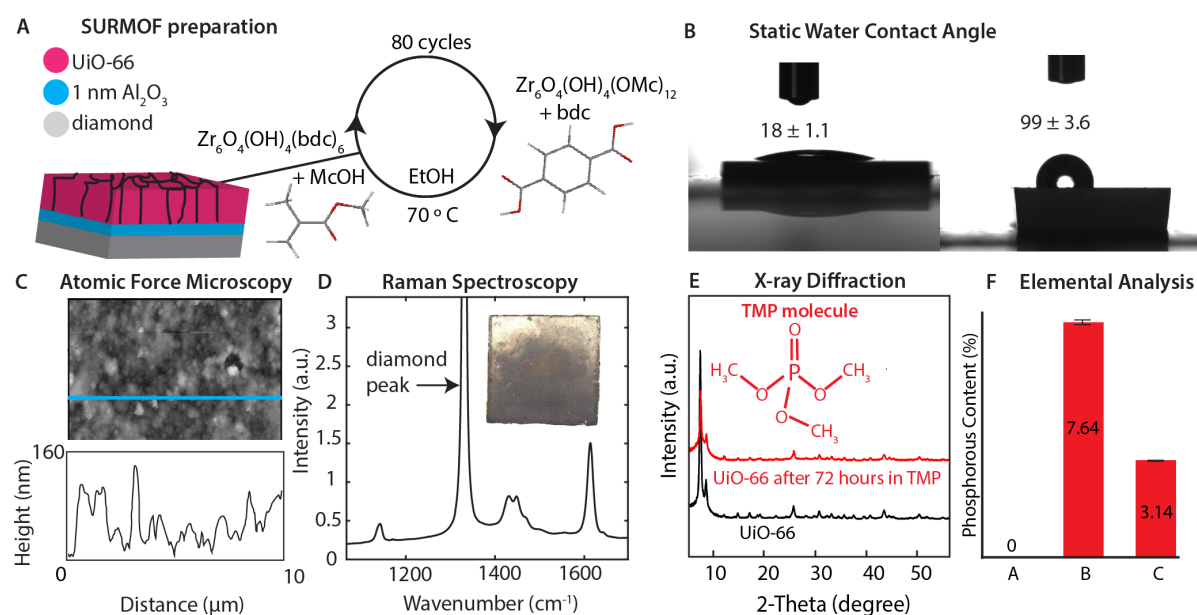 A
SURMOF preparation
UiO-66
1 nm Al₂O₃
diamond
80 cycles
Zr₆O₄(OH)₄(OMc)₁₂
+ bdc
Zr₆O₄(OH)₄(bdc)₆
+ McOH
EtOH
70 ᵒ C
B
Static Water Contact Angle
18 ± 1.1
99 ± 3.6
C
Atomic Force Microscopy
160
Height (nm)
0
0
10
Distance (µm)
D
Raman Spectroscopy
3
2.5
2
1.5
1
0.5
0
Intensity (a.u.)
diamond
peak
1200
1400
1600
Wavenumber (cm⁻¹)
E
X-ray Diffraction
TMP molecule
O
H₃C
P
CH₃
O
O
O
CH₃
Intensity (a.u.)
UiO-66 after 72 hours in TMP
UiO-66
10
20
30
40
50
2-Theta (degree)
F
Elemental Analysis
Phosphorous Content (%)
0
7.64
3.14
A
B
C